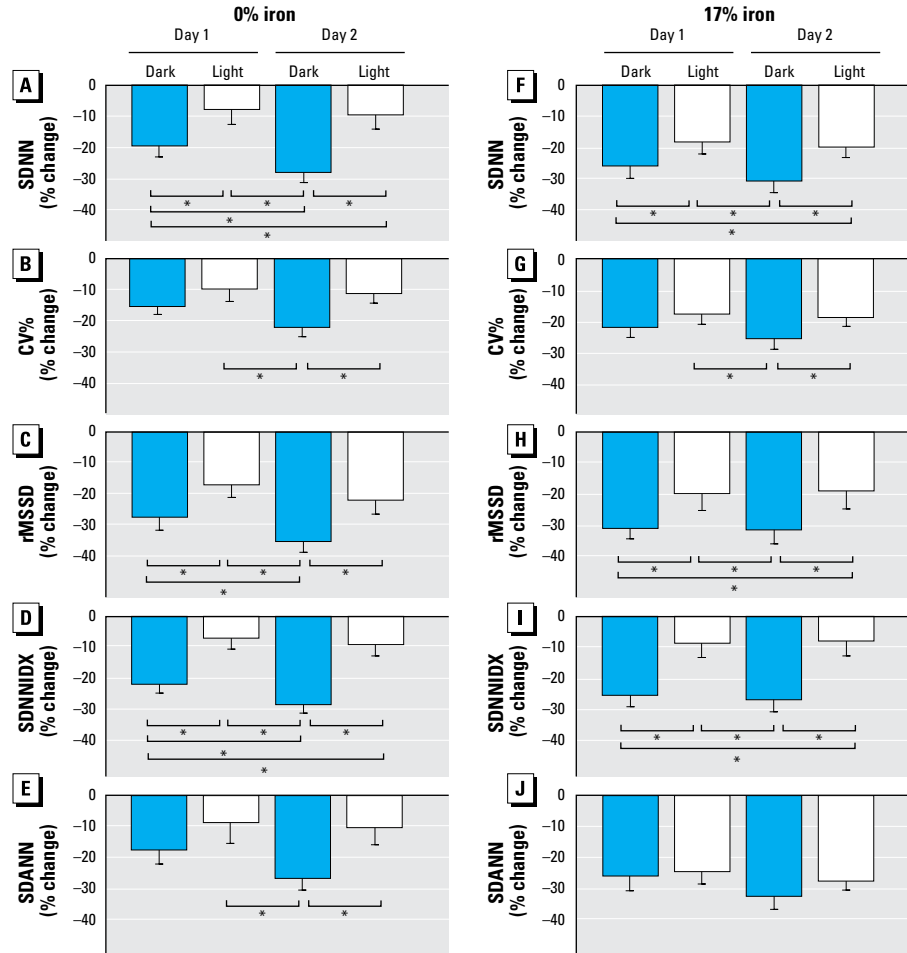 0% iron
17% iron
Day 1
Day 2
Day 1
Day 2
Dark
Light
Dark
Light
Dark
Light
Dark
Light
A
SDNN
(% change)
0
–10
–20
–30
–40
*
*
*
*
*
F
SDNN
(% change)
0
–10
–20
–30
–40
*
*
*
*
B
CV%
(% change)
0
–10
–20
–30
–40
*
*
G
CV%
(% change)
0
–10
–20
–30
–40
*
*
C
rMSSD
(% change)
0
–10
–20
–30
–40
*
*
*
*
H
rMSSD
(% change)
0
–10
–20
–30
–40
*
*
*
*
D
SDNNIDX
(% change)
0
–10
–20
–30
–40
*
*
*
*
*
I
SDNNIDX
(% change)
0
–10
–20
–30
–40
*
*
*
*
E
SDANN
(% change)
0
–10
–20
–30
–40
*
*
J
SDANN
(% change)
0
–10
–20
–30
–40